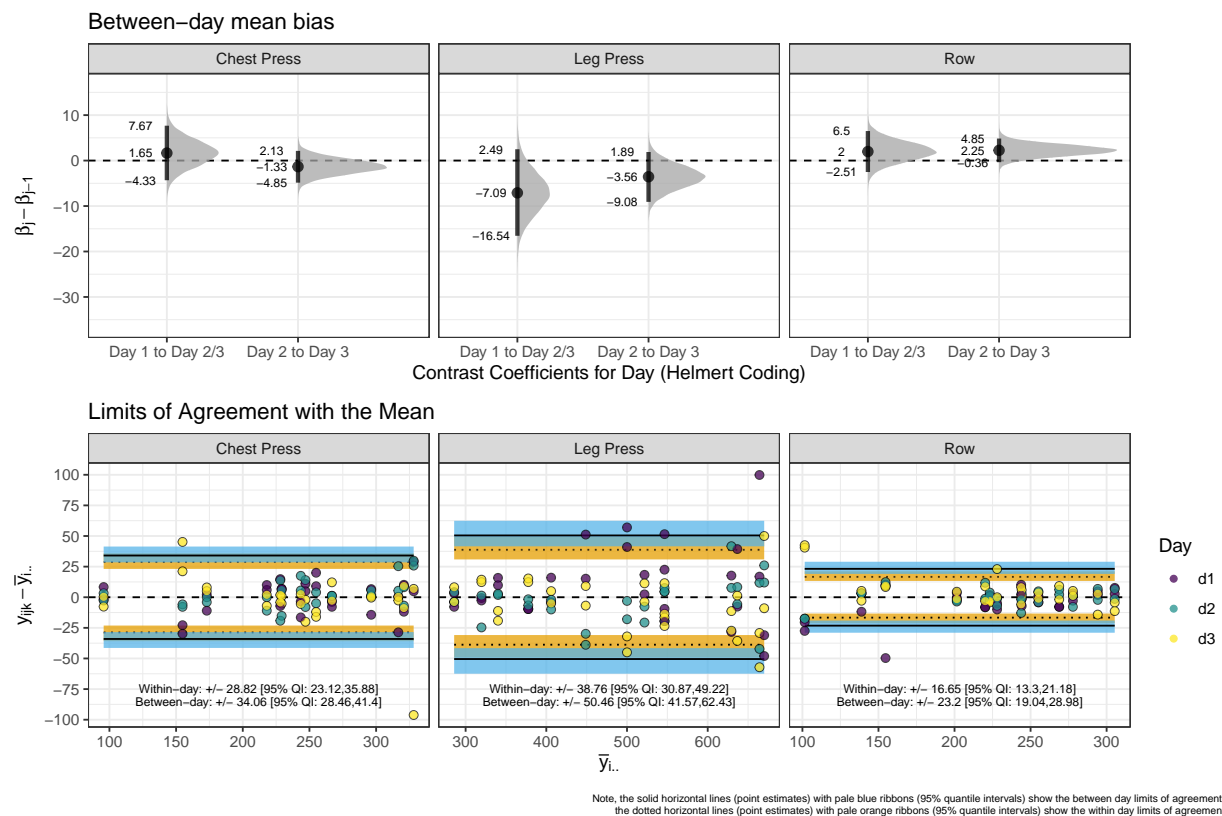 Between−day mean bias
Chest Press Leg Press Row
10
0
−10
−20
−30
βj − βj−1
7.67
1.65
−4.33
2.13
−1.33
−4.85
2.49
−7.09
−16.54
1.89
−3.56
−9.08
6.5
2
−2.51
4.85
2.25
−0.36
Day 1 to Day 2/3 Day 2 to Day 3 Day 1 to Day 2/3 Day 2 to Day 3 Day 1 to Day 2/3 Day 2 to Day 3
Contrast Coefficients for Day (Helmert Coding)
Limits of Agreement with the Mean
Chest Press Leg Press Row
100
75
50
25
0
−25
−50
−75
−100
yijk − y̅i..
Within−day: +/− 28.82 [95% QI: 23.12,35.88]
Between−day: +/− 34.06 [95% QI: 28.46,41.4]
Within−day: +/− 38.76 [95% QI: 30.87,49.22]
Between−day: +/− 50.46 [95% QI: 41.57,62.43]
Within−day: +/− 16.65 [95% QI: 13.3,21.18]
Between−day: +/− 23.2 [95% QI: 19.04,28.98]
100 150 200 250 300 300 400 500 600 100 150 200 250 300
y̅i..
Day
d1
d2
d3
Note, the solid horizontal lines (point estimates) with pale blue ribbons (95% quantile intervals) show the between day limits of agreement
the dotted horizontal lines (point estimates) with pale orange ribbons (95% quantile intervals) show the within day limits of agreemen